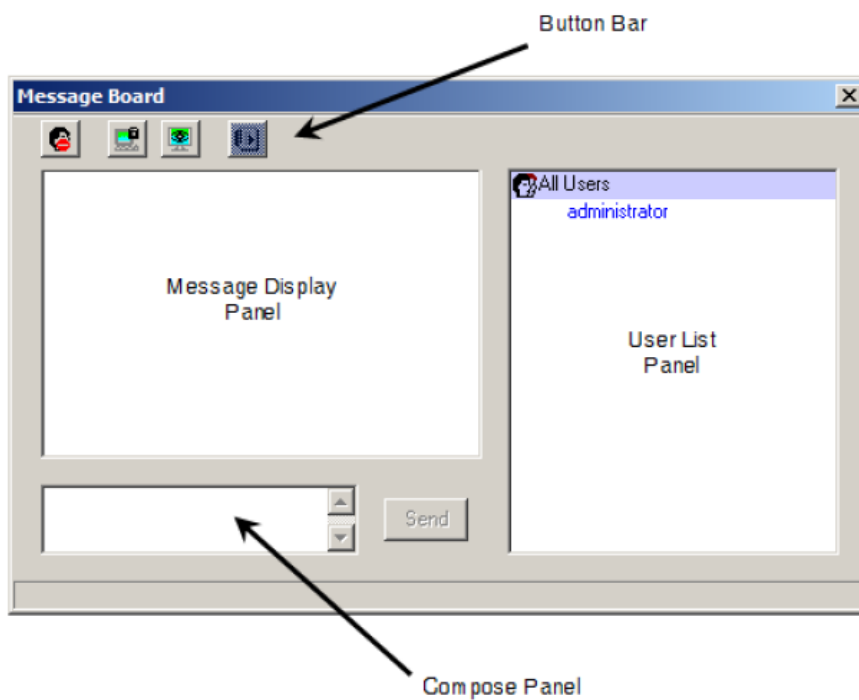 Button Bar
Message Board
All Users
administrator
Message Display
Panel
User List
Panel
Send
Compose Panel